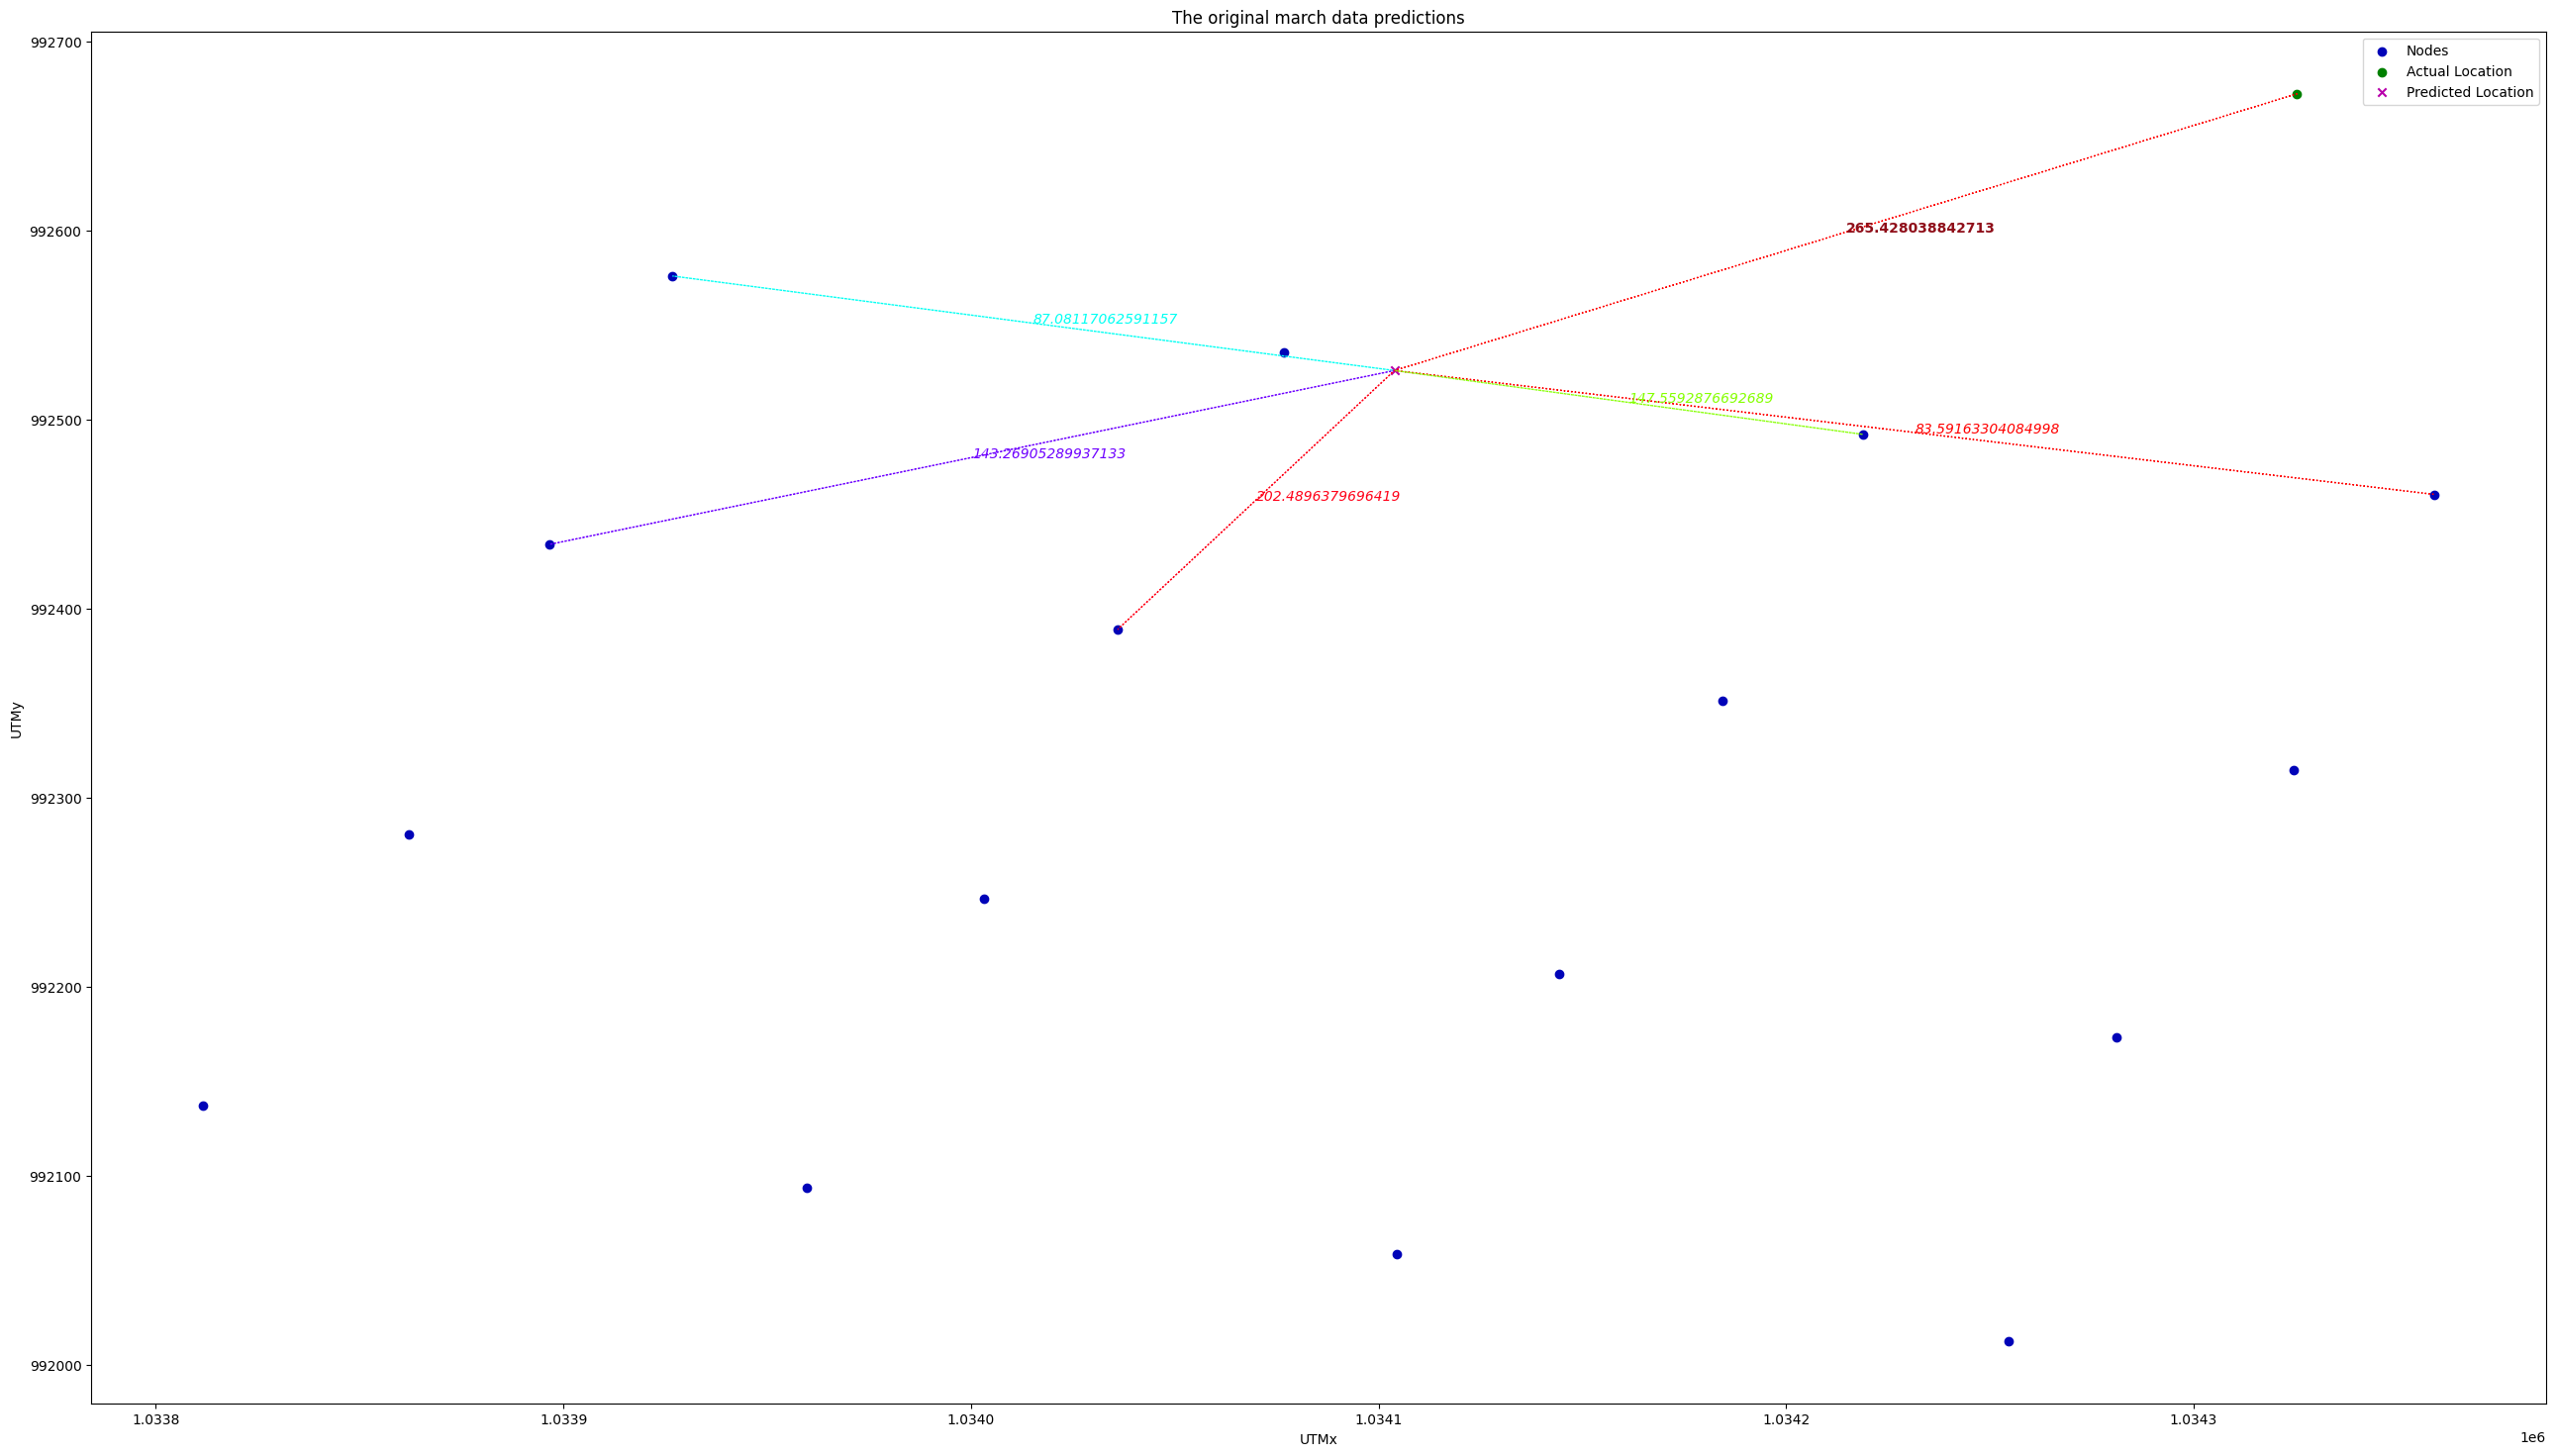 The original march data predictions
Nodes
Actual Location
Predicted Location
992700
992600
992500
992400
992300
992200
992100
992000
UTMy
265.428038842713
87.08117062591157
147.5592876692689
83.59163304084998
143.26905289937133
202.4896379696419
1.0338
1.0339
1.0340
1.0341
1.0342
1.0343
1e6
UTMx